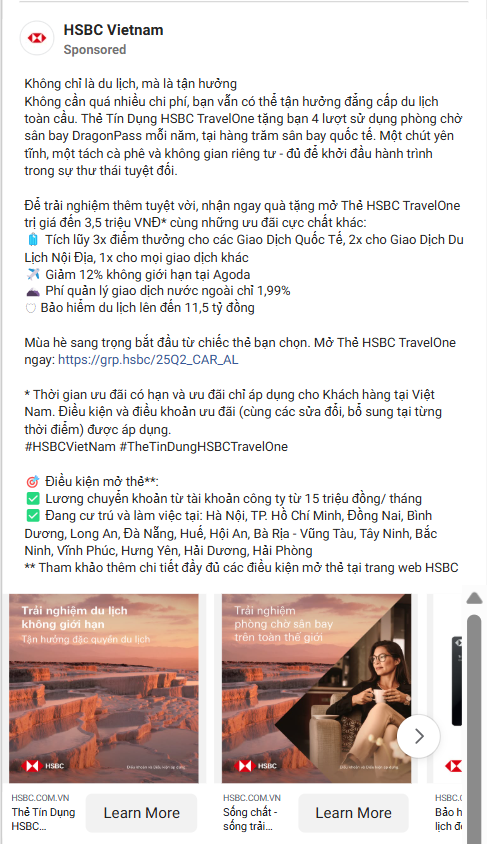 HSBC Vietnam
Sponsored
Không chỉ là du lịch, mà là tận hưởng
Không cần quá nhiều chi phí, bạn vẫn có thể tận hưởng đẳng cấp du lịch
toàn cầu. Thẻ Tín Dụng HSBC TravelOne tặng bạn 4 lượt sử dụng phòng chờ
sân bay DragonPass mỗi năm, tại hàng trăm sân bay quốc tế. Một chút yên
tĩnh, một tách cà phê và không gian riêng tư - đủ để khởi đầu hành trình
trong sự thư thái tuyệt đối.
Để trải nghiệm thêm tuyệt vời, nhận ngay quà tặng mở Thẻ HSBC TravelOne
trị giá đến 3,5 triệu VNĐ* cùng những ưu đãi cực chất khác:
🧳 Tích lũy 3x điểm thưởng cho các Giao Dịch Quốc Tế, 2x cho Giao Dịch Du
Lịch Nội Địa, 1x cho mọi giao dịch khác
✈️ Giảm 12% không giới hạn tại Agoda
Phí quản lý giao dịch nước ngoài chỉ 1,99%
Bảo hiểm du lịch lên đến 11,5 tỷ đồng
Mùa hè sang trọng bắt đầu từ chiếc thẻ bạn chọn. Mở Thẻ HSBC TravelOne
ngay: https://grp.hsbc/25Q2_CAR_AL
* Thời gian ưu đãi có hạn và ưu đãi chỉ áp dụng cho Khách hàng tại Việt
Nam. Điều kiện và điều khoản ưu đãi (cùng các sửa đổi, bổ sung tại từng
thời điểm) được áp dụng.
#HSBCVietNam #TheTinDungHSBCTravelOne
🎯 Điều kiện mở thẻ**:
✅ Lương chuyển khoản từ tài khoản công ty từ 15 triệu đồng/ tháng
✅ Đang cư trú và làm việc tại: Hà Nội, TP. Hồ Chí Minh, Đồng Nai, Bình
Dương, Long An, Đà Nẵng, Huế, Hội An, Bà Rịa - Vũng Tàu, Tây Ninh, Bắc
Ninh, Vĩnh Phúc, Hưng Yên, Hải Dương, Hải Phòng
** Tham khảo thêm chi tiết đầy đủ các điều kiện mở thẻ tại trang web HSBC
Trải nghiệm du lịch
không giới hạn
Tận hưởng đặc quyền du lịch
HSBC
Điều khoản và Điều kiện áp dụng
Trải nghiệm
phòng chờ sân bay
trên toàn thế giới
HSBC
Điều khoản và Điều kiện áp dụng
HSBC.COM.VN
Thẻ Tín Dụng
HSBC...
Learn More
HSBC.COM.VN
Sống chất -
sống trải...
Learn More
HSBC.
Bảo h
lịch đ